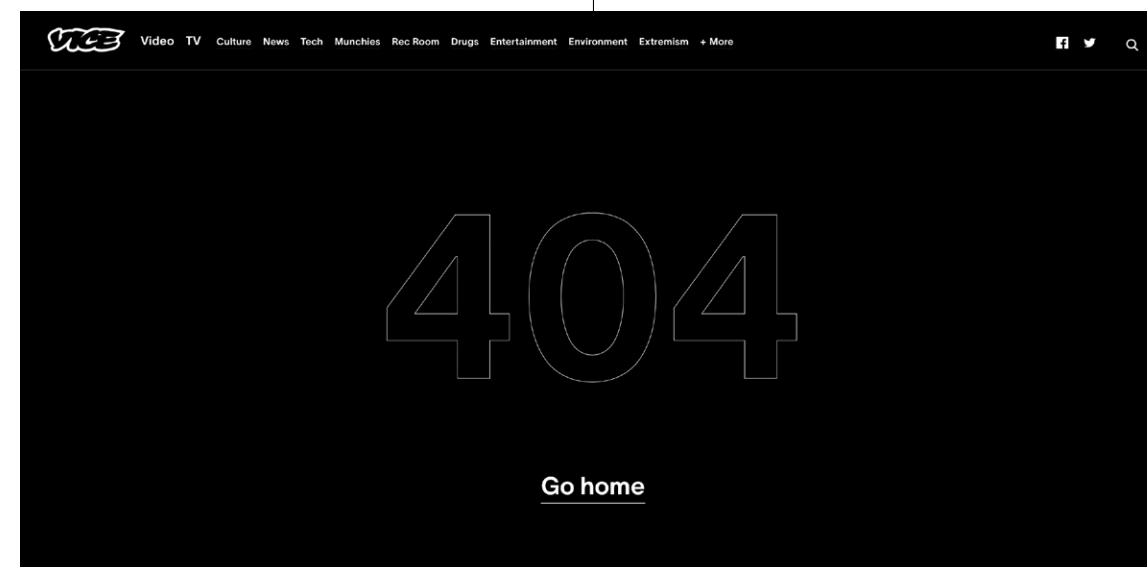 VICE Video TV Culture News Tech Munchies Rec Room Drugs Entertainment Environment Extremism + More
404
Go home